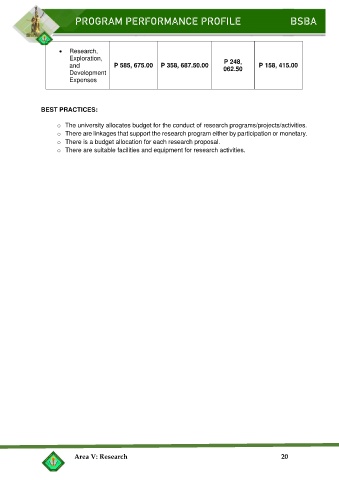 PROGRAM PERFORMANCE PROFILE BSBA
• Research,
Exploration,
and
Development
Expenses
P 585, 675.00 P 358, 687.50.00 P 248,
062.50 P 158, 415.00
BEST PRACTICES:
o The university allocates budget for the conduct of research programs/projects/activities.
o There are linkages that support the research program either by participation or monetary.
o There is a budget allocation for each research proposal.
o There are suitable facilities and equipment for research activities.
Area V: Research 20